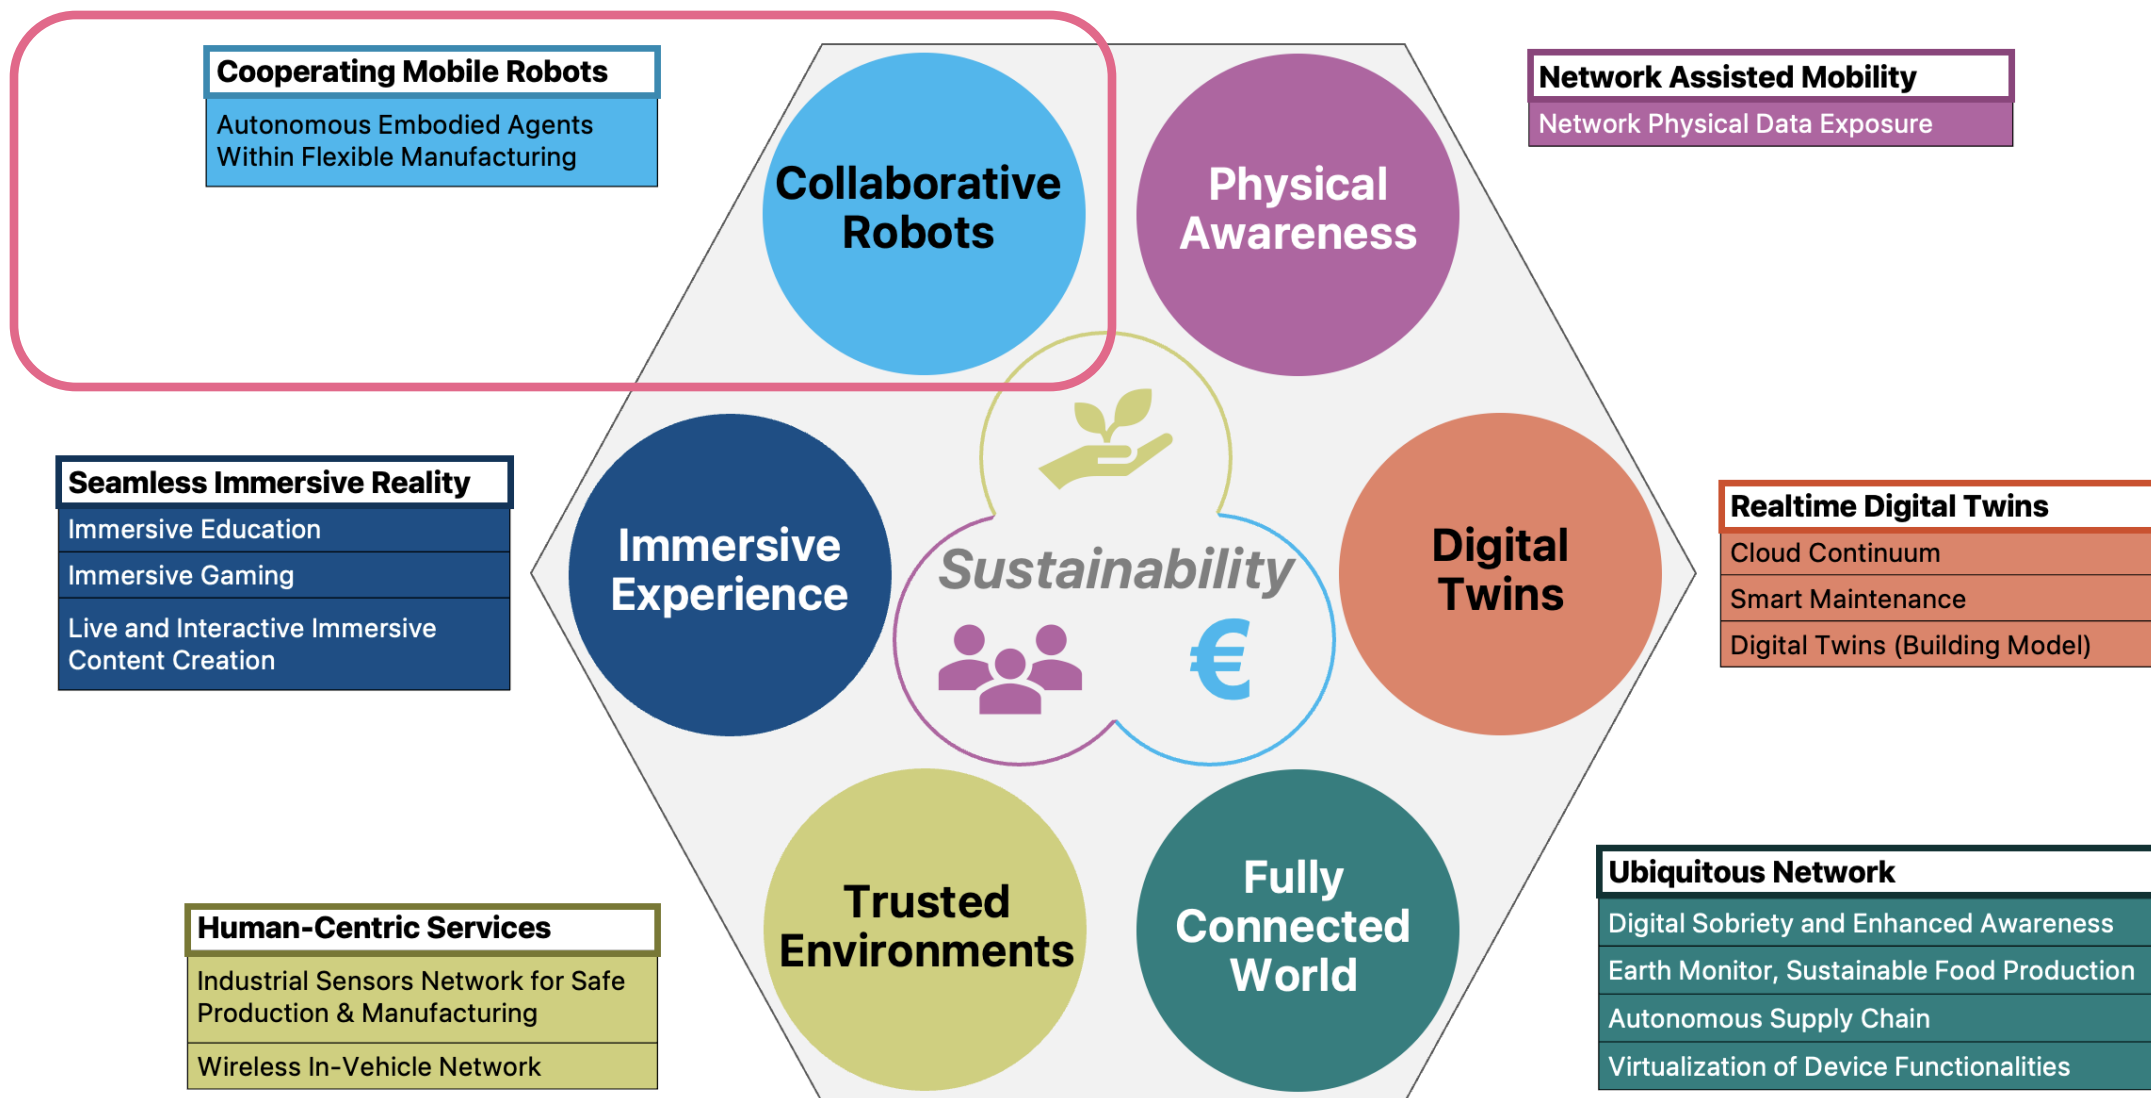 Cooperating Mobile Robots
Autonomous Embodied Agents
Within Flexible Manufacturing
Collaborative
Robots
Physical
Awareness
Network Assisted Mobility
Network Physical Data Exposure
Seamless Immersive Reality
Immersive Education
Immersive Gaming
Live and Interactive Immersive
Content Creation
Immersive
Experience
Sustainability
€
Digital
Twins
Realtime Digital Twins
Cloud Continuum
Smart Maintenance
Digital Twins (Building Model)
Human-Centric Services
Industrial Sensors Network for Safe
Production & Manufacturing
Wireless In-Vehicle Network
Trusted
Environments
Fully
Connected
World
Ubiquitous Network
Digital Sobriety and Enhanced Awareness
Earth Monitor, Sustainable Food Production
Autonomous Supply Chain
Virtualization of Device Functionalities